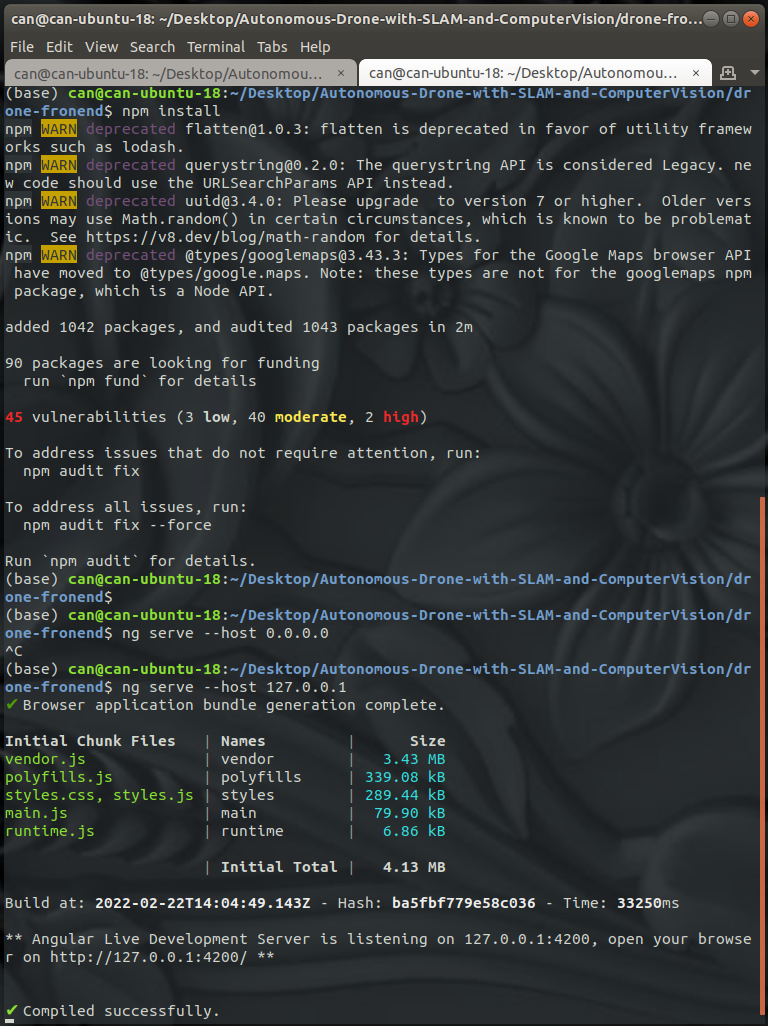 can@can-ubuntu-18: ~/Desktop/Autonomous-Drone-with-SLAM-and-ComputerVision/drone-fro...
File Edit View Search Terminal Tabs Help
can@can-ubuntu-18: ~/Desktop/Autonomou... × can@can-ubuntu-18: ~/Desktop/Autonomou... ×
(base) can@can-ubuntu-18:~/Desktop/Autonomous-Drone-with-SLAM-and-ComputerVision/dr
one-fronend$ npm install
npm WARN deprecated flatten@1.0.3: flatten is deprecated in favor of utility framew
orks such as lodash.
npm WARN deprecated querystring@0.2.0: The querystring API is considered Legacy. ne
w code should use the URLSearchParams API instead.
npm WARN deprecated uuid@3.4.0: Please upgrade  to version 7 or higher.  Older vers
ions may use Math.random() in certain circumstances, which is known to be problemat
ic.  See https://v8.dev/blog/math-random for details.
npm WARN deprecated @types/googlemaps@3.43.3: Types for the Google Maps browser API
 have moved to @types/google.maps. Note: these types are not for the googlemaps npm
 package, which is a Node API.
added 1042 packages, and audited 1043 packages in 2m
90 packages are looking for funding
  run `npm fund` for details
45 vulnerabilities (3 low, 40 moderate, 2 high)
To address issues that do not require attention, run:
  npm audit fix
To address all issues, run:
  npm audit fix --force
Run `npm audit` for details.
(base) can@can-ubuntu-18:~/Desktop/Autonomous-Drone-with-SLAM-and-ComputerVision/dr
one-fronend$
(base) can@can-ubuntu-18:~/Desktop/Autonomous-Drone-with-SLAM-and-ComputerVision/dr
one-fronend$ ng serve --host 0.0.0.0
^C
(base) can@can-ubuntu-18:~/Desktop/Autonomous-Drone-with-SLAM-and-ComputerVision/dr
one-fronend$ ng serve --host 127.0.0.1
✔ Browser application bundle generation complete.
Initial Chunk Files   | Names         |      Size
vendor.js             | vendor        |   3.43 MB
polyfills.js          | polyfills     | 339.08 kB
styles.css, styles.js | styles        | 289.44 kB
main.js               | main          |  79.90 kB
runtime.js            | runtime       |   6.86 kB
                      | Initial Total |   4.13 MB
Build at: 2022-02-22T14:04:49.143Z - Hash: ba5fbf779e58c036 - Time: 33250ms
** Angular Live Development Server is listening on 127.0.0.1:4200, open your browse
r on http://127.0.0.1:4200/ **
✔ Compiled successfully.